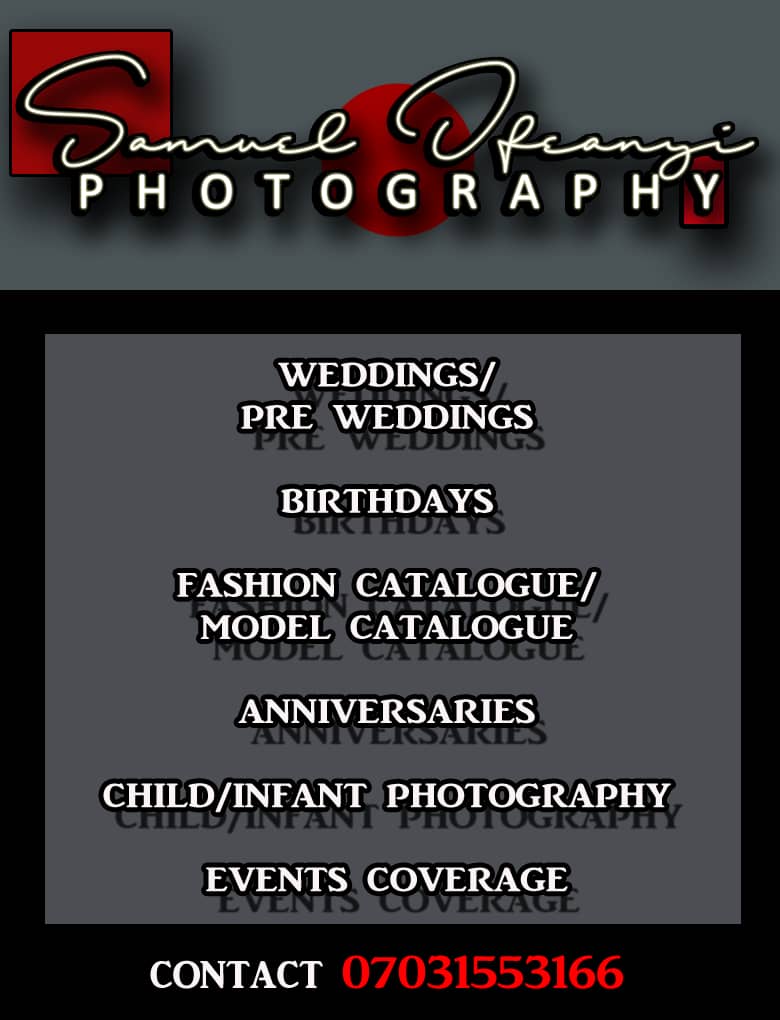 Samuel Ifeanyi
PHOTOGRAPHY
WEDDINGS/
PRE WEDDINGS
BIRTHDAYS
FASHION CATALOGUE/
MODEL CATALOGUE
ANNIVERSARIES
CHILD/INFANT PHOTOGRAPHY
EVENTS COVERAGE
CONTACT 07031553166